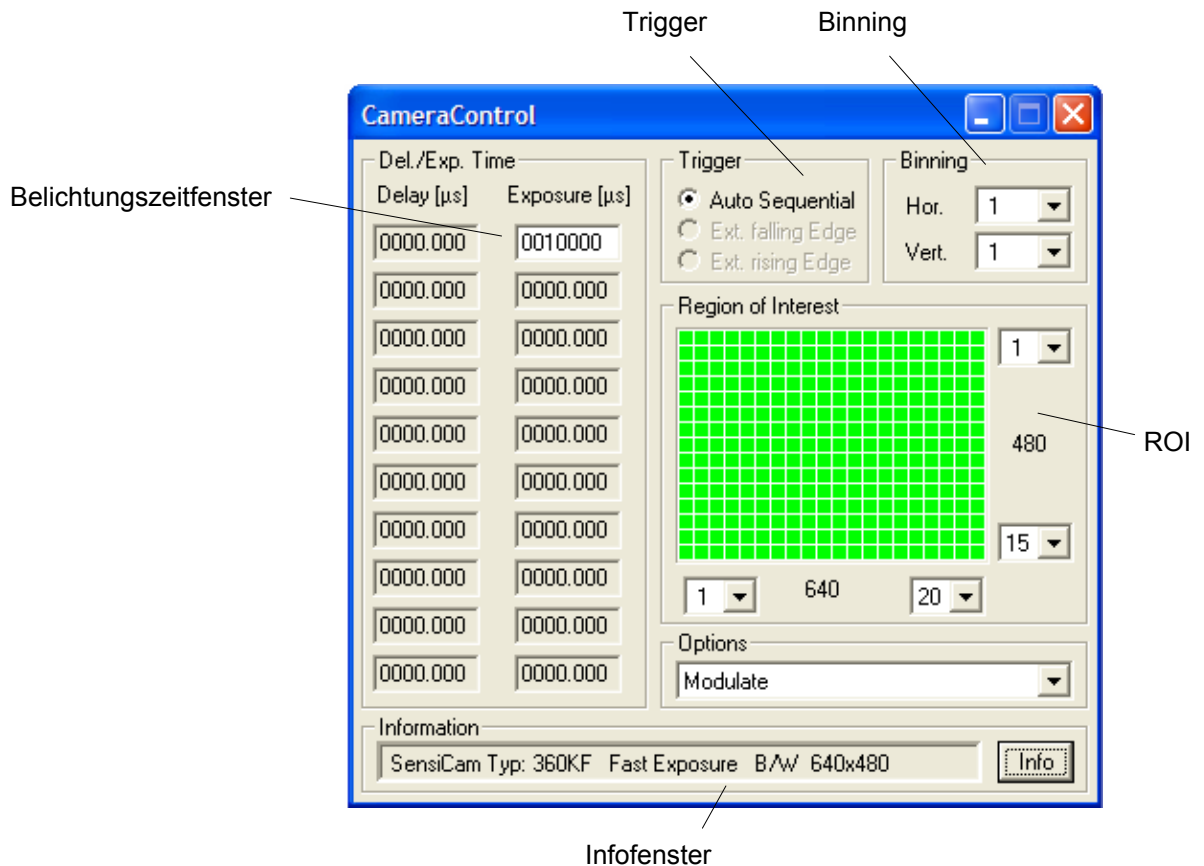 Trigger
Binning
CameraControl
Del./Exp. Time
Trigger
Binning
Belichtungszeitfenster
Delay [µs] Exposure [µs]
Auto Sequential
Hor. 1
0000.000 0010000
Ext. falling Edge
Vert. 1
Ext. rising Edge
0000.000 0000.000
Region of Interest
0000.000 0000.000
1
0000.000 0000.000
0000.000 0000.000
480
ROI
0000.000 0000.000
0000.000 0000.000
15
0000.000 0000.000
1 640 20
0000.000 0000.000
Options
0000.000 0000.000
Modulate
Information
SensiCam Typ: 360KF Fast Exposure B/W 640x480
Info
Infofenster